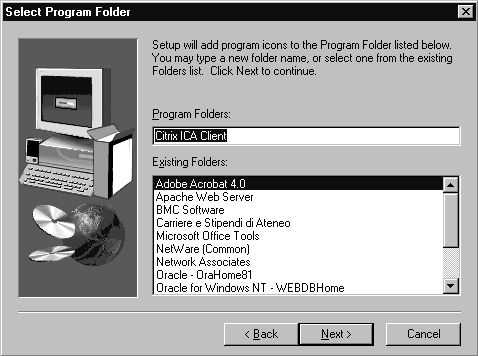 Select Program Folder
Setup will add program icons to the Program Folder listed below.
You may type a new folder name, or select one from the existing
Folders list. Click Next to continue.
Program Folders:
Citrix ICA Client
Existing Folders:
Adobe Acrobat 4.0
Apache Web Server
BMC Software
Carriere e Stipendi di Ateneo
Microsoft Office Tools
NetWare (Common)
Network Associates
Oracle - OraHome81
Oracle for Windows NT - WEBDBHome
< Back
Next >
Cancel